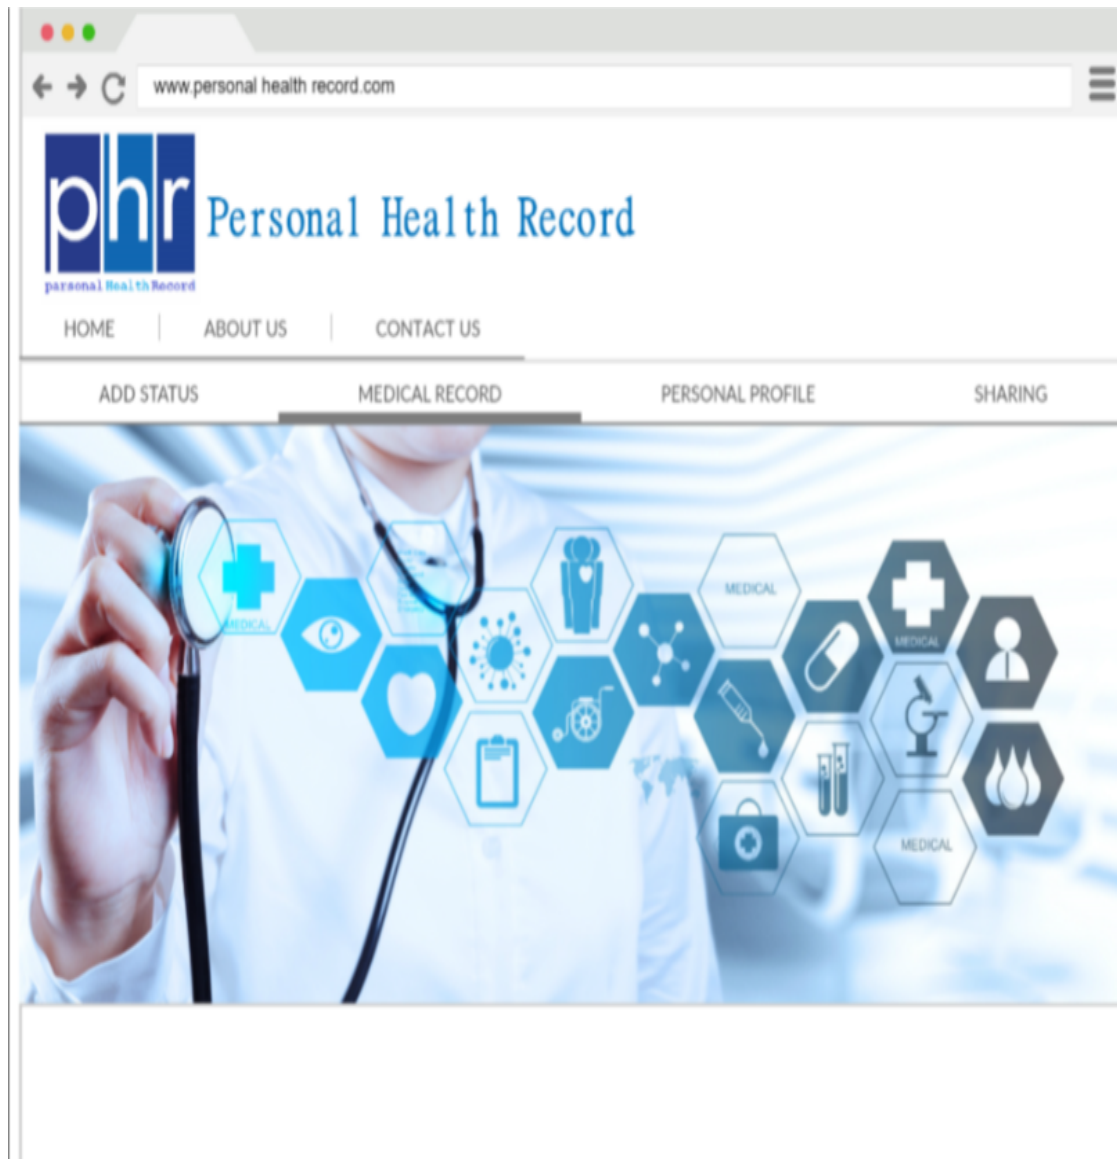 www.personal health record.com
phr
Personal Health Record
parsonal Health Record
HOME ABOUT US CONTACT US
ADD STATUS MEDICAL RECORD PERSONAL PROFILE SHARING
MEDICAL
MEDICAL
MEDICAL
MEDICAL